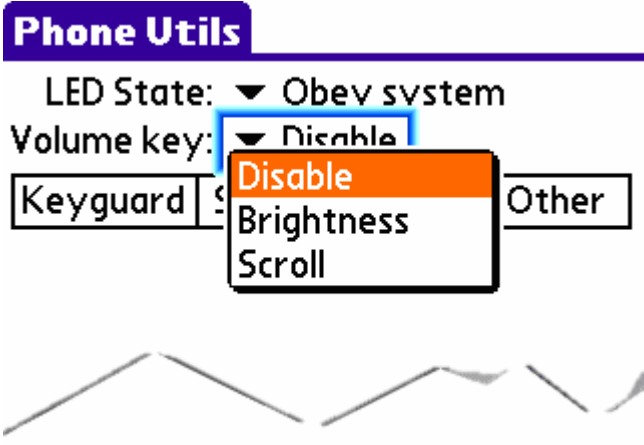 Phone Utils
LED State: Obey system
Volume key: Disable
Disable
Keyguard Other
Brightness
Scroll